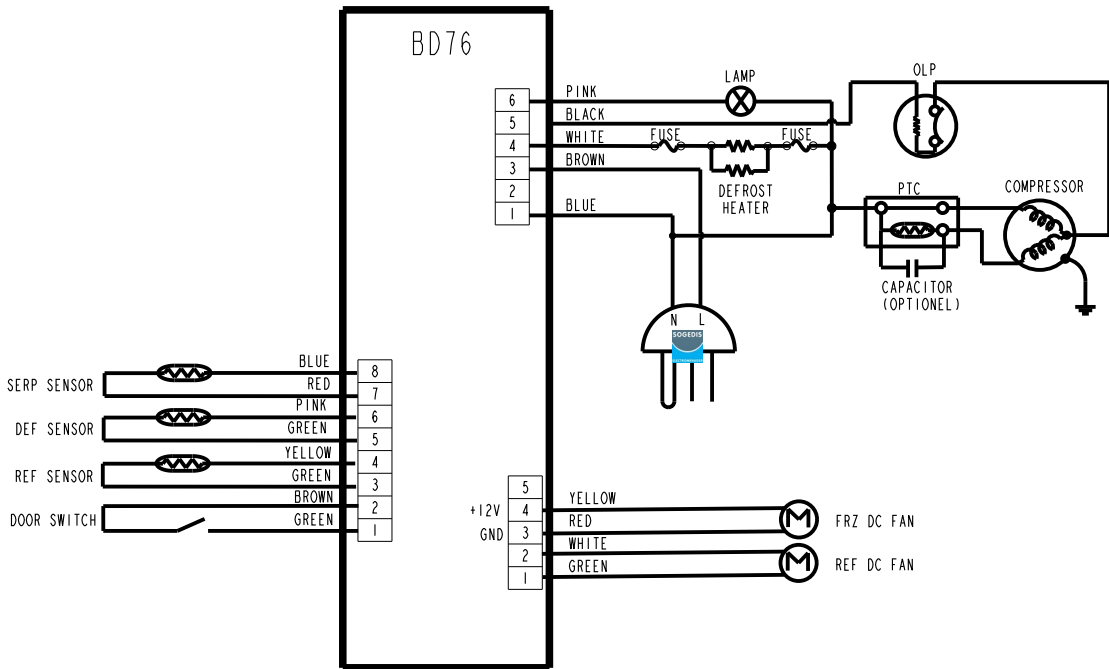 BD76
LAMP
OLP
6 PINK
5 BLACK
4 WHITE FUSE FUSE
3 BROWN
2
1 BLUE
DEFROST
HEATER
PTC
COMPRESSOR
CAPACITOR
(OPTIONEL)
N L
SOGEDIS
SERP SENSOR
BLUE 8
RED 7
DEF SENSOR
PINK 6
GREEN 5
REF SENSOR
YELLOW 4
GREEN 3
DOOR SWITCH
BROWN 2
GREEN 1
5
+12V 4 YELLOW
GND 3 RED
2 WHITE
1 GREEN
M FRZ DC FAN
M REF DC FAN